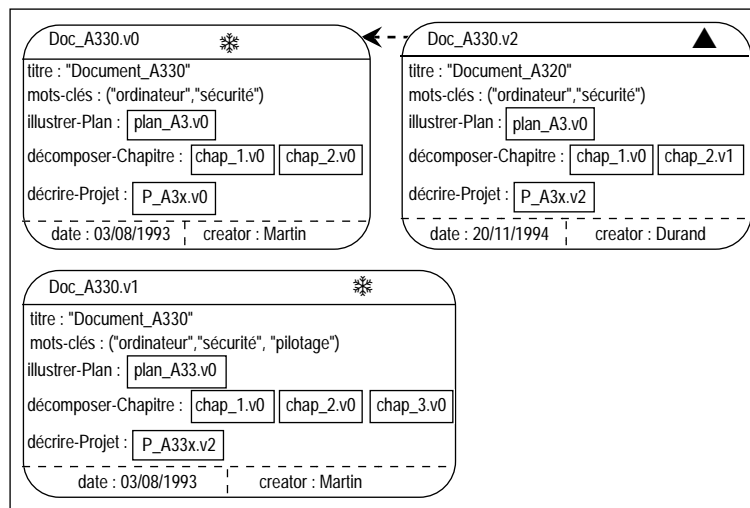 Doc_A330.v0
titre : "Document_A330"
mots-clés : ("ordinateur","sécurité")
illustrer-Plan : plan_A3.v0
décomposer-Chapitre : chap_1.v0 chap_2.v0
décrire-Projet : P_A3x.v0
date : 03/08/1993 creator : Martin
Doc_A330.v2
titre : "Document_A320"
mots-clés : ("ordinateur","sécurité")
illustrer-Plan : plan_A3.v0
décomposer-Chapitre : chap_1.v0 chap_2.v1
décrire-Projet : P_A3x.v2
date : 20/11/1994 creator : Durand
Doc_A330.v1
titre : "Document_A330"
mots-clés : ("ordinateur","sécurité", "pilotage")
illustrer-Plan : plan_A33.v0
décomposer-Chapitre : chap_1.v0 chap_2.v0 chap_3.v0
décrire-Projet : P_A33x.v2
date : 03/08/1993 creator : Martin